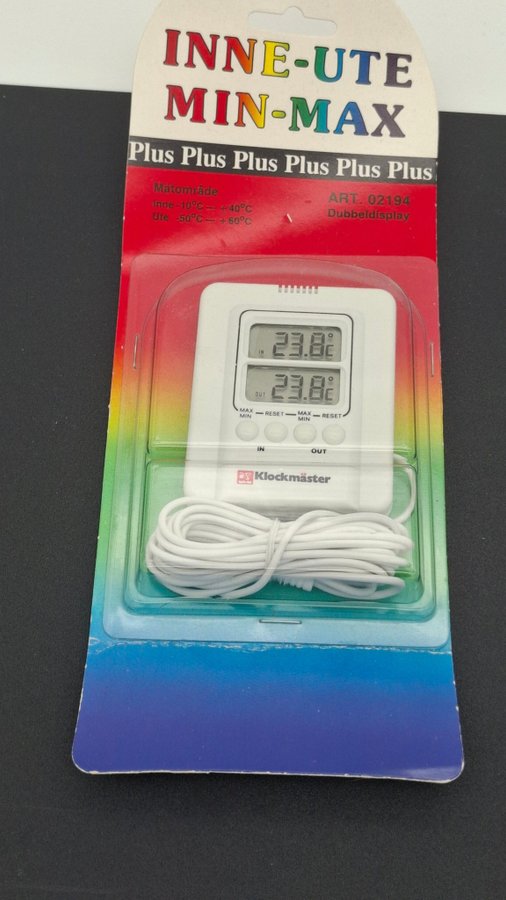 INNE-UTE
MIN-MAX
Plus Plus Plus Plus Plus Plus
Mätområde
Inne -10°C — +40°C
Ute -50°C — +60°C
ART. 02194
Dubbeldisplay
IN 23.8°C
OUT 23.8°C
MAX MIN RESET MAX MIN RESET
IN OUT
Klockmäster